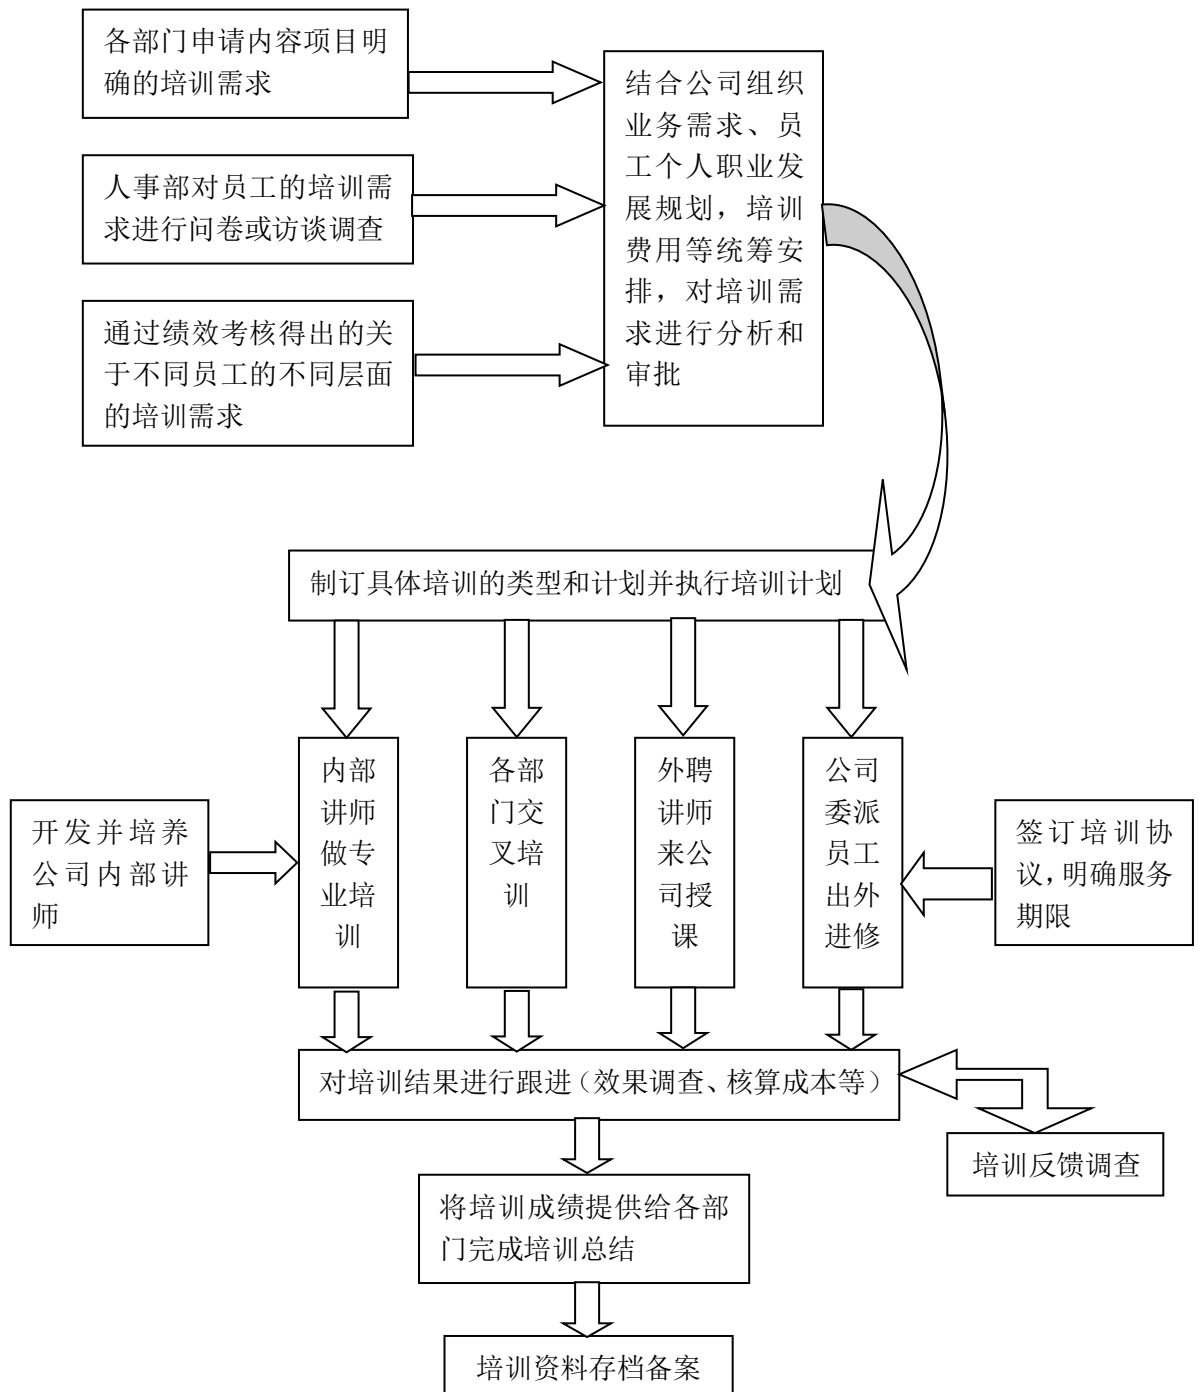 各部门申请内容项目明
确的培训需求
人事部对员工的培训需
求进行问卷或访谈调查
通过绩效考核得出的关
于不同员工的不同层面
的培训需求
结合公司组织
业务需求、员
工个人职业发
展规划，培训
费用等统筹安
排，对培训需
求进行分析和
审批
制订具体培训的类型和计划并执行培训计划
开发并培养
公司内部讲
师
内部
讲师
做专
业培
训
各部
门交
叉培
训
外聘
讲师
来公
司授
课
公司
委派
员工
出外
进修
签订培训协
议，明确服务
期限
对培训结果进行跟进（效果调查、核算成本等）
培训反馈调查
将培训成绩提供给各部
门完成培训总结
培训资料存档备案